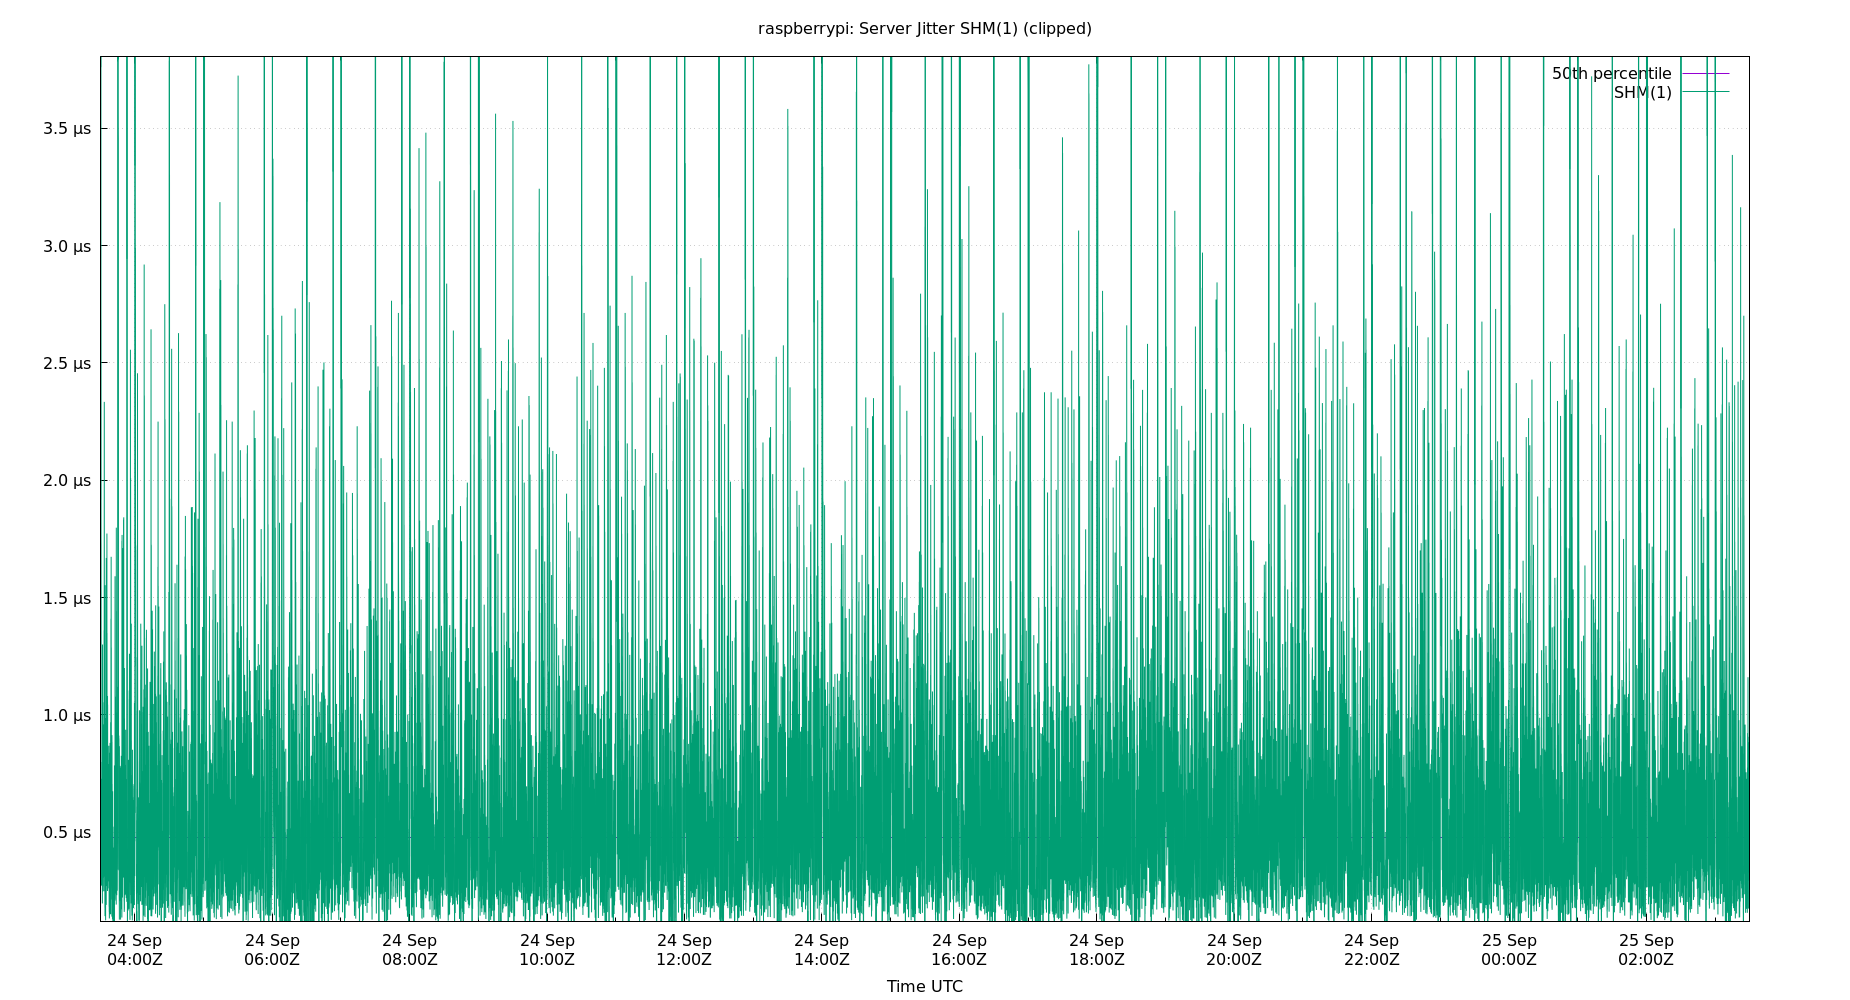 raspberrypi: Server Jitter SHM(1) (clipped)
50th percentile
SHM(1)
3.5 µs
3.0 µs
2.5 µs
2.0 µs
1.5 µs
1.0 µs
0.5 µs
24 Sep 24 Sep 24 Sep 24 Sep 24 Sep 24 Sep 24 Sep 24 Sep 24 Sep 24 Sep 25 Sep 25 Sep
04:00Z 06:00Z 08:00Z 10:00Z 12:00Z 14:00Z 16:00Z 18:00Z 20:00Z 22:00Z 00:00Z 02:00Z
Time UTC